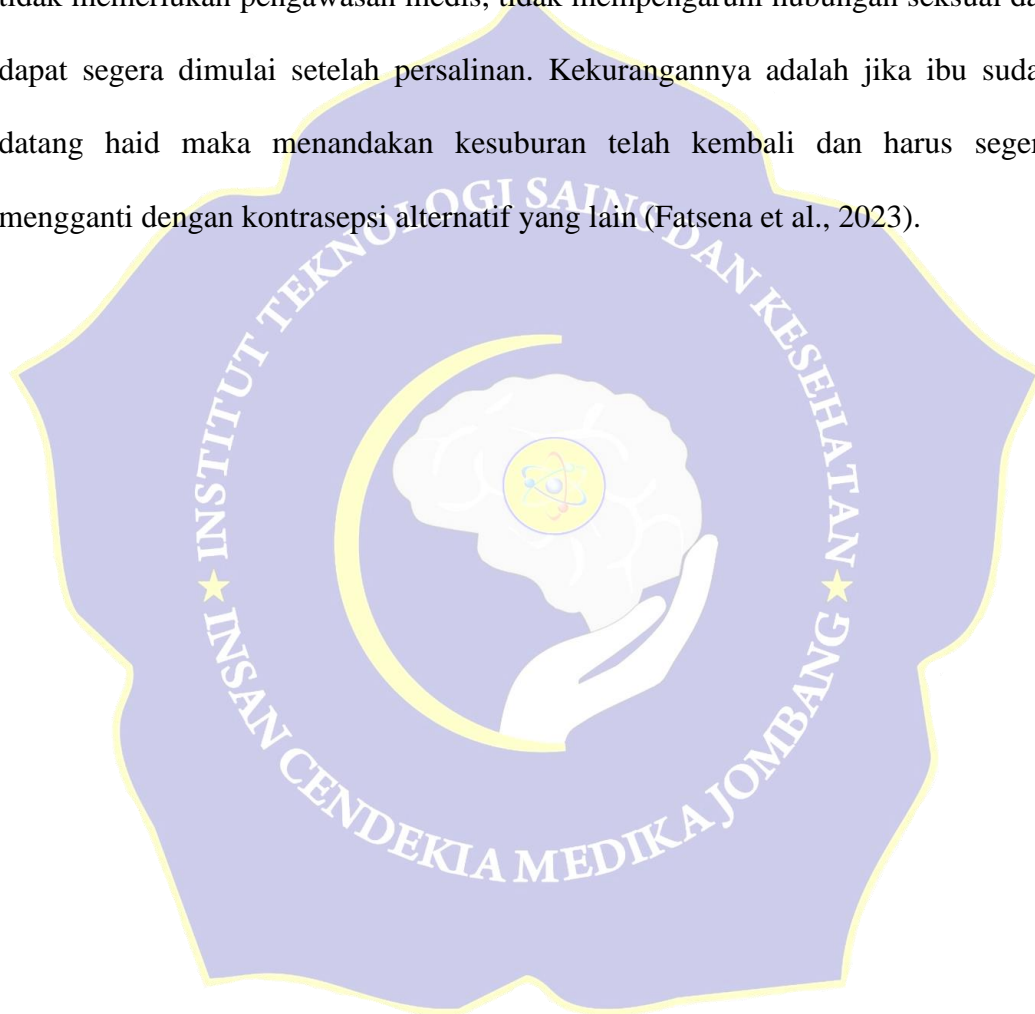 tidak memerlukan pengawasan medis, tidak mempengaruhi hubungan seksual da
dapat segera dimulai setelah persalinan. Kekurangannya adalah jika ibu suda
datang haid maka menandakan kesuburan telah kembali dan harus seger
mengganti dengan kontrasepsi alternatif yang lain (Fatsena et al., 2023).
INSTITUT TEKNOLOGI SAINS DAN KESEHATAN
INSAN CENDEKIA MEDIKA JOMBANG